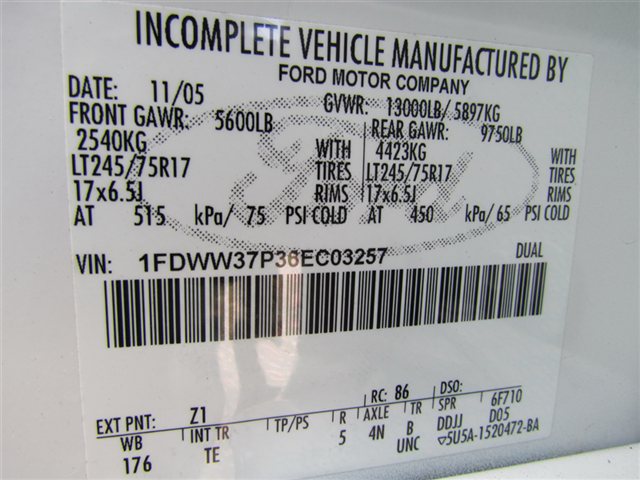 INCOMPLETE VEHICLE MANUFACTURED BY
FORD MOTOR COMPANY
DATE: 11/05 GVWR: 13000LB/ 5897KG
FRONT GAWR: 5600LB REAR GAWR: 9750LB
2540KG WITH 4423KG WITH
LT245/75R17 TIRES LT245/75R17 TIRES
17x6.5J RIMS 17x6.5J RIMS
AT 515 kPa/ 75 PSI COLD AT 450 kPa/ 65 PSI COLD
Ford
VIN: 1FDWW37P36EC03257 DUAL
EXT PNT: Z1 RC: 86 DSO:
WB INT TR TP/PS R AXLE TR SPR 6F710
176 TE 5 4N B DDJJ D05
UNC ▽5U5A-1520472-BA